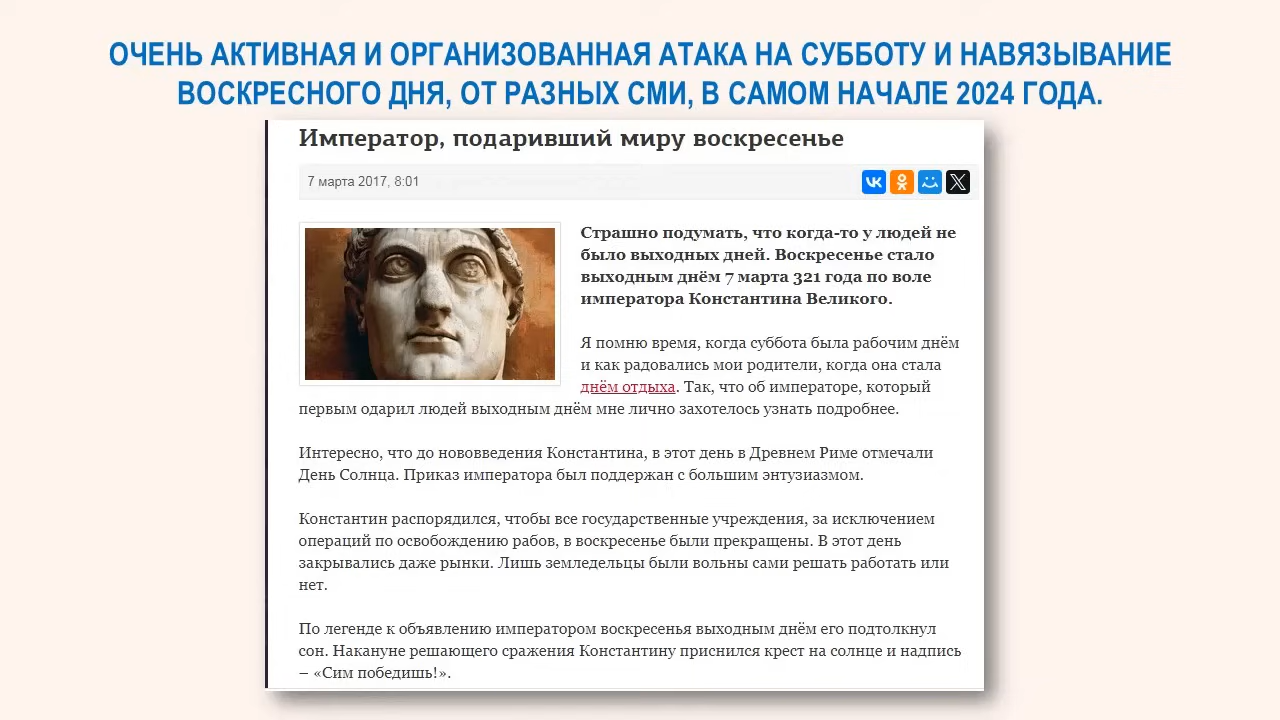 ОЧЕНЬ АКТИВНАЯ И ОРГАНИЗОВАННАЯ АТАКА НА СУББОТУ И НАВЯЗЫВАНИЕ
ВОСКРЕСНОГО ДНЯ, ОТ РАЗНЫХ СМИ, В САМОМ НАЧАЛЕ 2024 ГОДА.
Император, подаривший миру воскресенье
7 марта 2017, 8:01
Страшно подумать, что когда-то у людей не
было выходных дней. Воскресенье стало
выходным днём 7 марта 321 года по воле
императора Константина Великого.
Я помню время, когда суббота была рабочим днём
и как радовались мои родители, когда она стала
днём отдыха. Так, что об императоре, который
первым одарил людей выходным днём мне лично захотелось узнать подробнее.
Интересно, что до нововведения Константина, в этот день в Древнем Риме отмечали
День Солнца. Приказ императора был поддержан с большим энтузиазмом.
Константин распорядился, чтобы все государственные учреждения, за исключением
операций по освобождению рабов, в воскресенье были прекращены. В этот день
закрывались даже рынки. Лишь земледельцы были вольны сами решать работать или
нет.
По легенде к объявлению императором воскресенья выходным днём его подтолкнул
сон. Накануне решающего сражения Константину приснился крест на солнце и надпись
– «Сим победишь!».